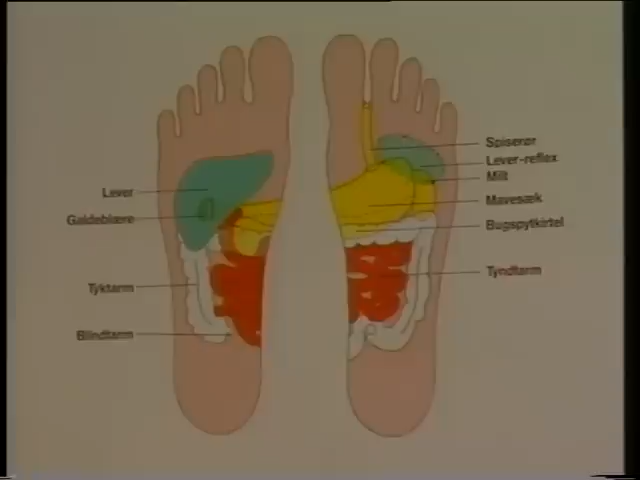 Lever
Galdeblære
Tyktarm
Blindtarm
Spiserør
Lever-reflex
Milt
Mavesæk
Bugspytkirtel
Tyndtarm